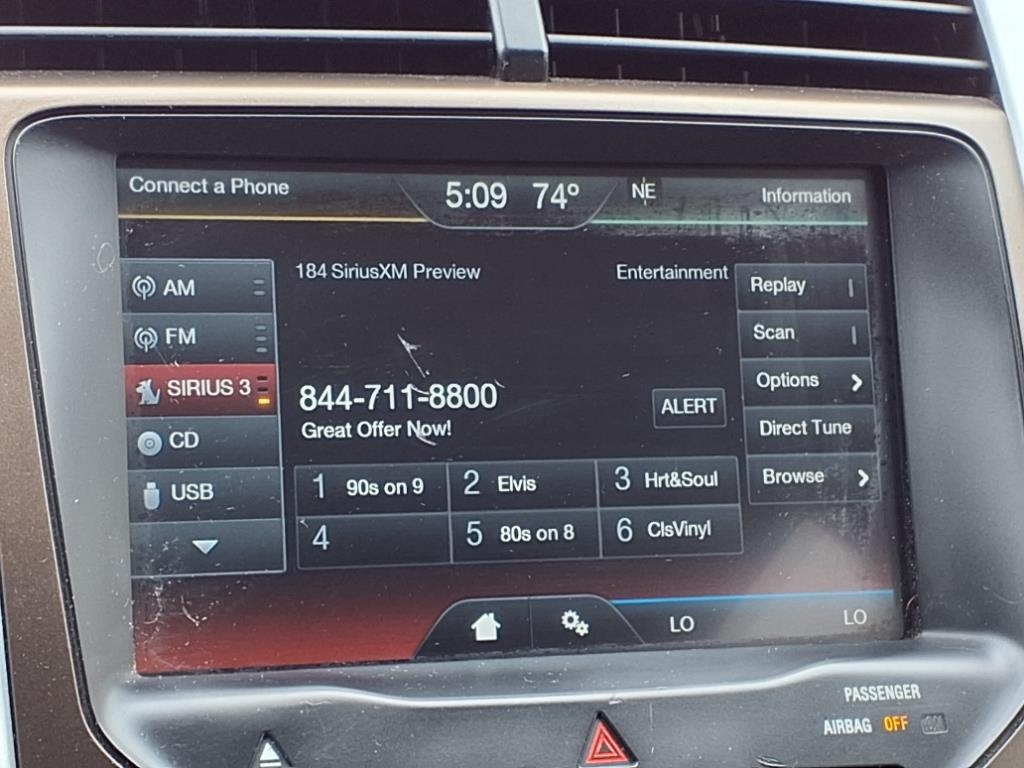 Connect a Phone
5:09 74°
NE
Information
AM
FM
SIRIUS 3
CD
USB
184 SiriusXM Preview
Entertainment
844-711-8800
Great Offer Now!
ALERT
1 90s on 9
2 Elvis
3 Hrt&Soul
4
5 80s on 8
6 ClsVinyl
Replay
Scan
Options
Direct Tune
Browse
LO
LO
PASSENGER
AIRBAG OFF